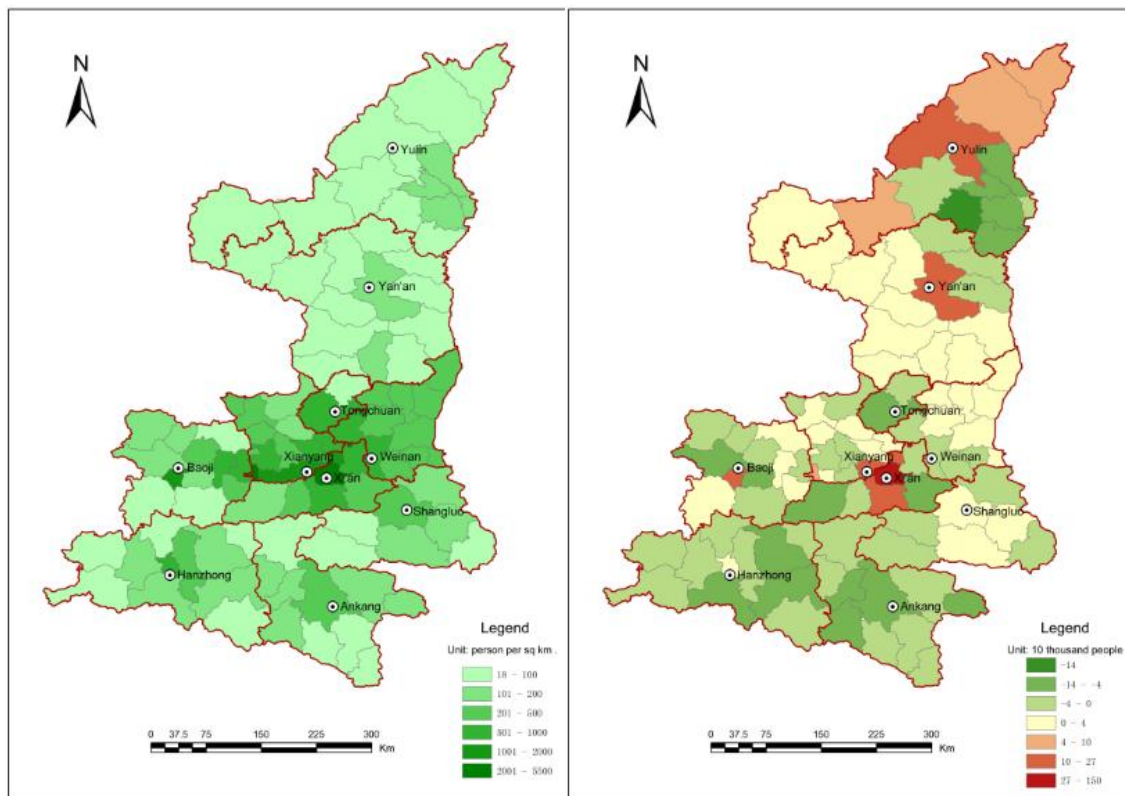 N
Yulin
Yan'an
Tongchuan
Xianyang
Baoji
Weinan
Xi'an
Shangluo
Hanzhong
Ankang
Legend
Unit: person per sq km .
18 - 100
101 - 200
201 - 500
501 - 1000
1001 - 2000
2001 - 5500
0 37.5 75 150 225 300
Km
N
Yulin
Yan'an
Tongchuan
Xianyang
Baoji
Weinan
Xi'an
Shangluo
Hanzhong
Ankang
Legend
Unit: 10 thousand people
-14
-14 - -4
-4 - 0
0 - 4
4 - 10
10 - 27
27 - 150
0 37.5 75 150 225 300
Km